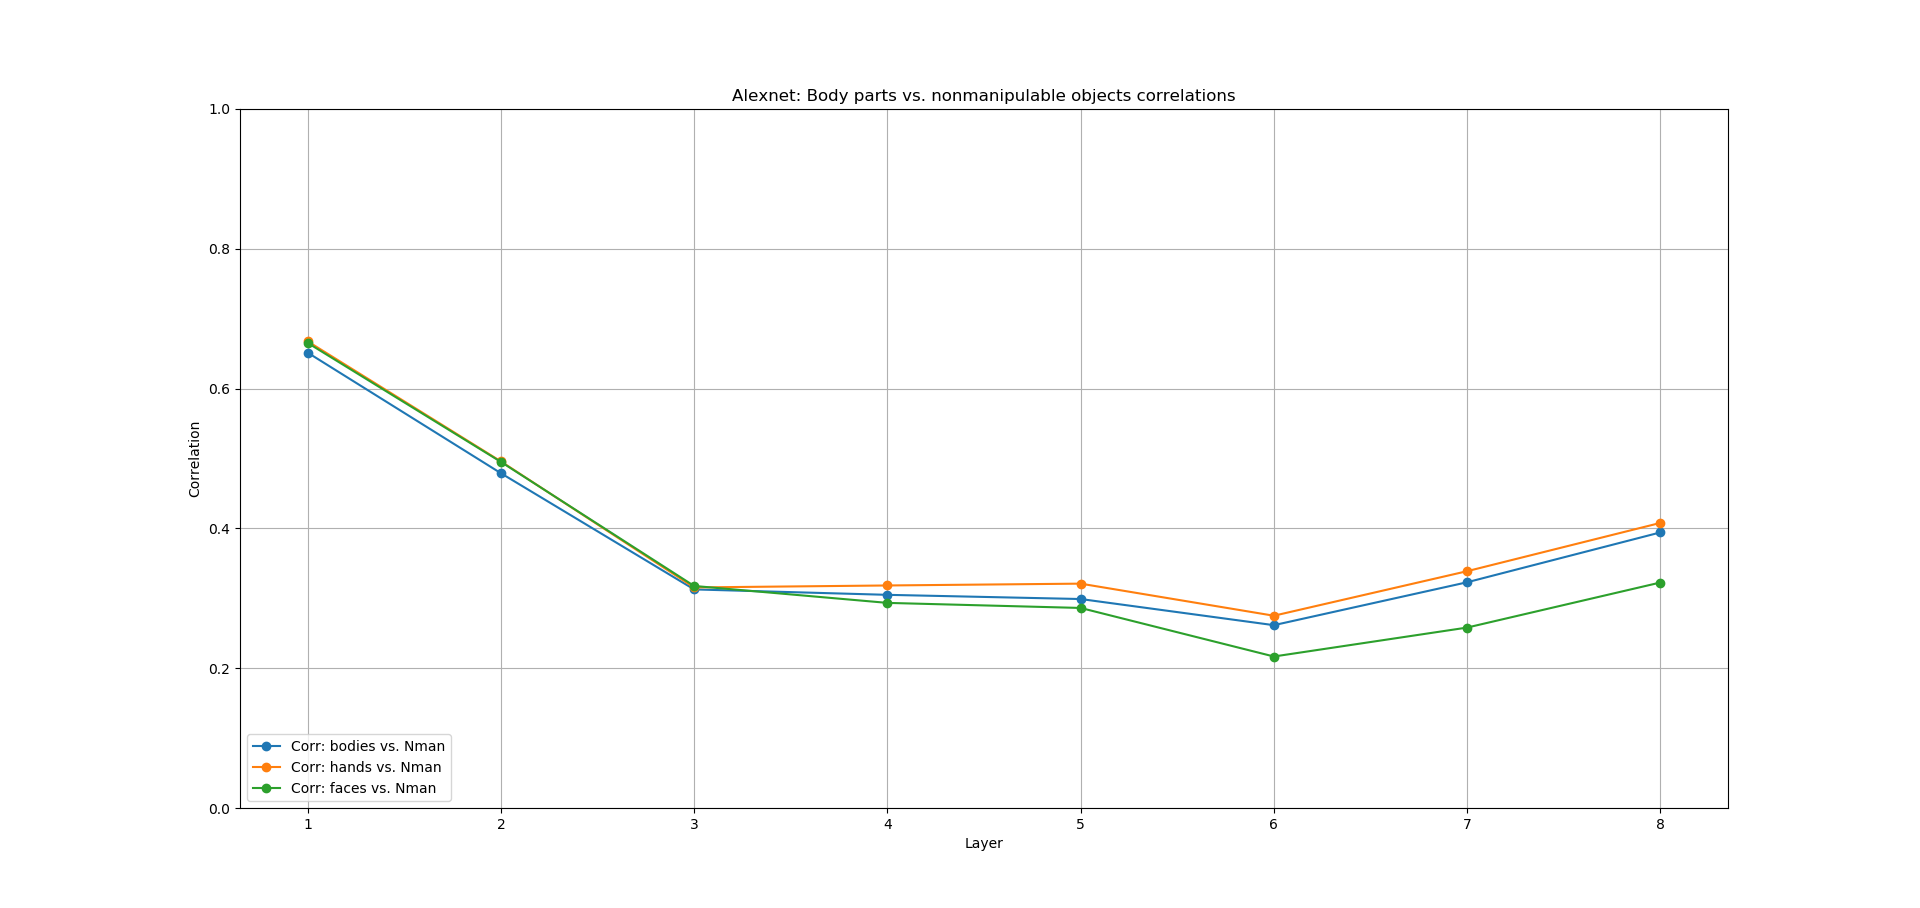 Alexnet: Body parts vs. nonmanipulable objects correlations
1.0
0.8
0.6
0.4
0.2
0.0
Correlation
Corr: bodies vs. Nman
Corr: hands vs. Nman
Corr: faces vs. Nman
1 2 3 4 5 6 7 8
Layer